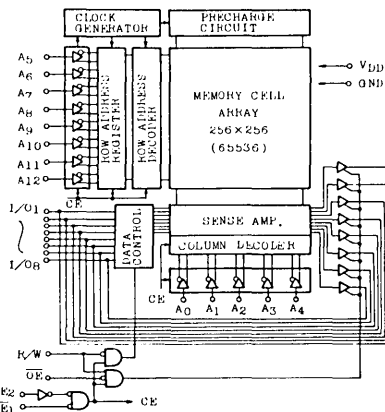 CLOCK GENERATOR
PRECHARGE CIRCUIT
A5
A6
A7
A8
A9
A10
A11
A12
ROW ADDRESS REGISTER
ROW ADDRESS DECODER
MEMORY CELL
ARRAY
256×256
(65536)
VDD
GND
CE
I/O1
I/O8
DATA CONTROL
SENSE AMP.
COLUMN DECODER
CE
A0
A1
A2
A3
A4
R/W
OE
E2
E1
CE